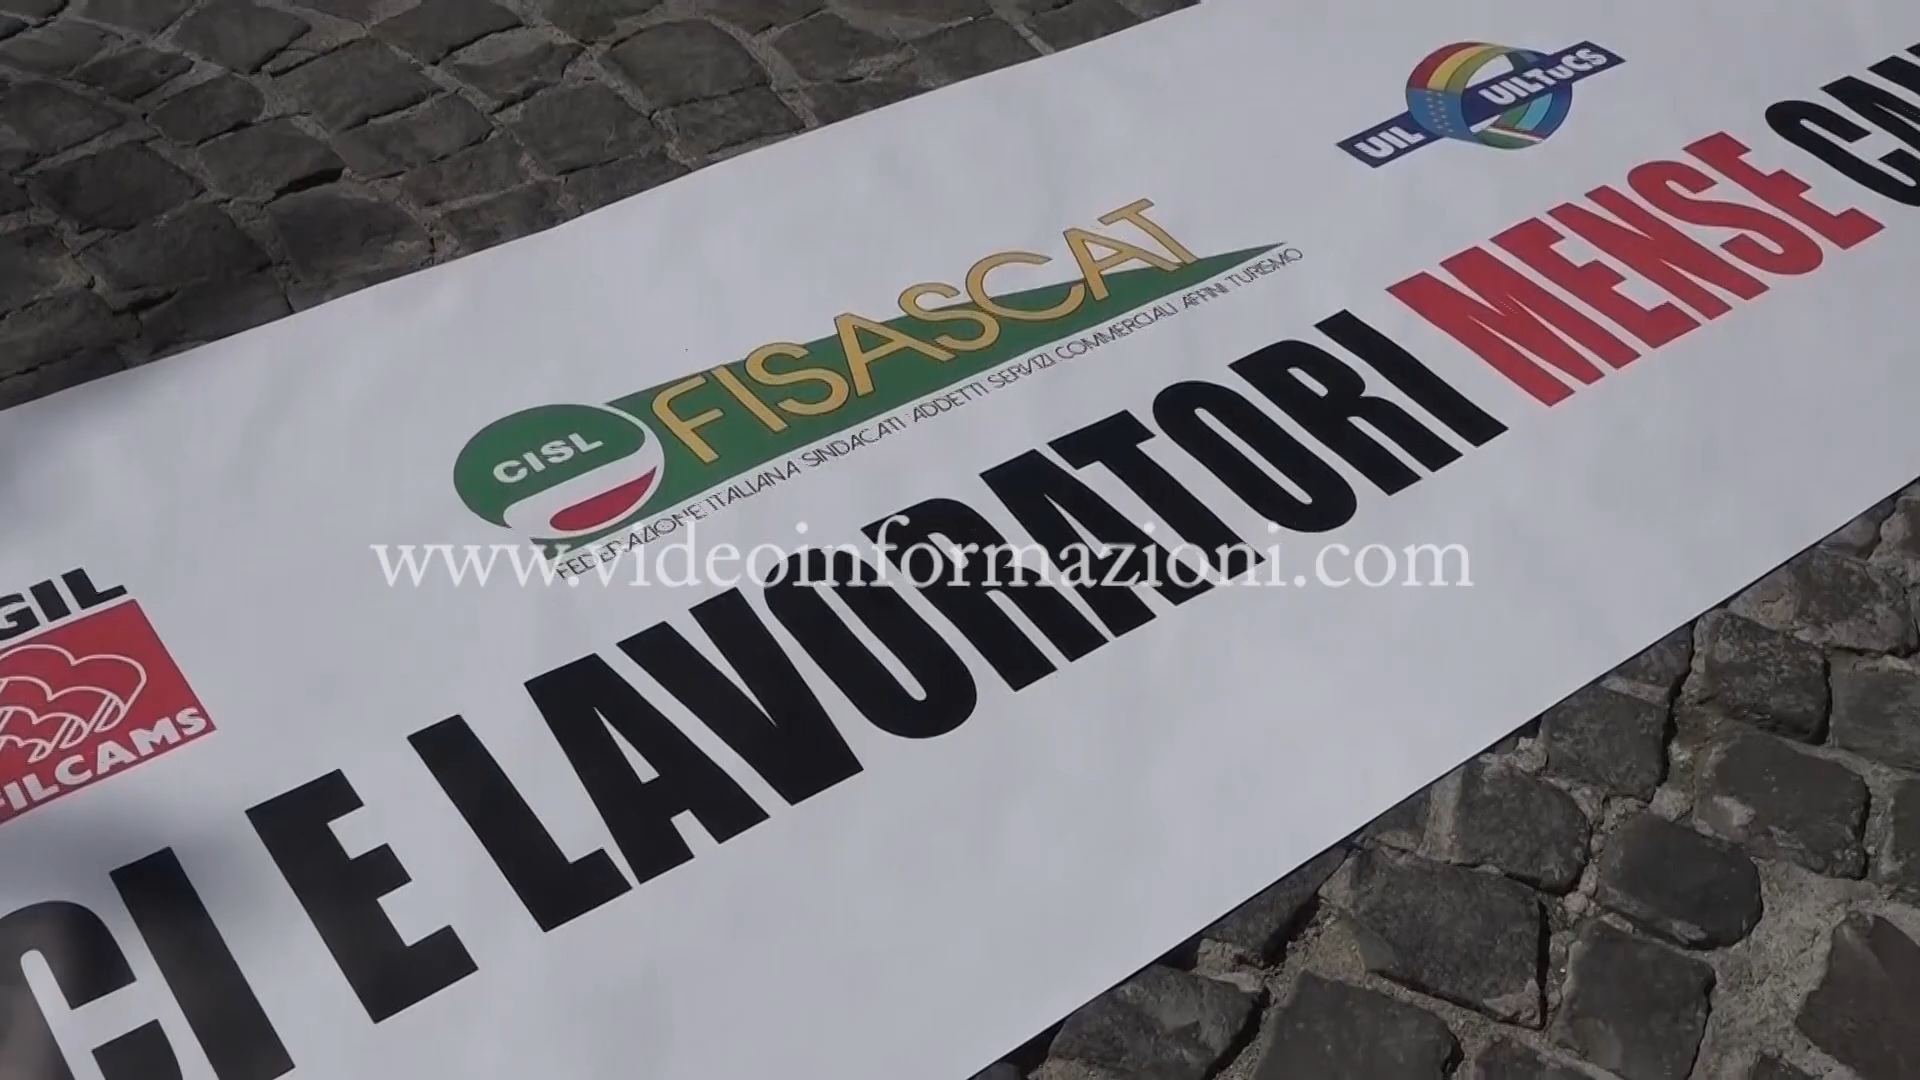 UIL UILTuCS
FISASCAT
CISL
FEDERAZIONE ITALIANA SINDACATI ADDETTI SERVIZI COMMERCIALI AFFINI TURISMO
GIL
FILCAMS
CI E LAVORATORI MENSE CA
www.videoinformazioni.com